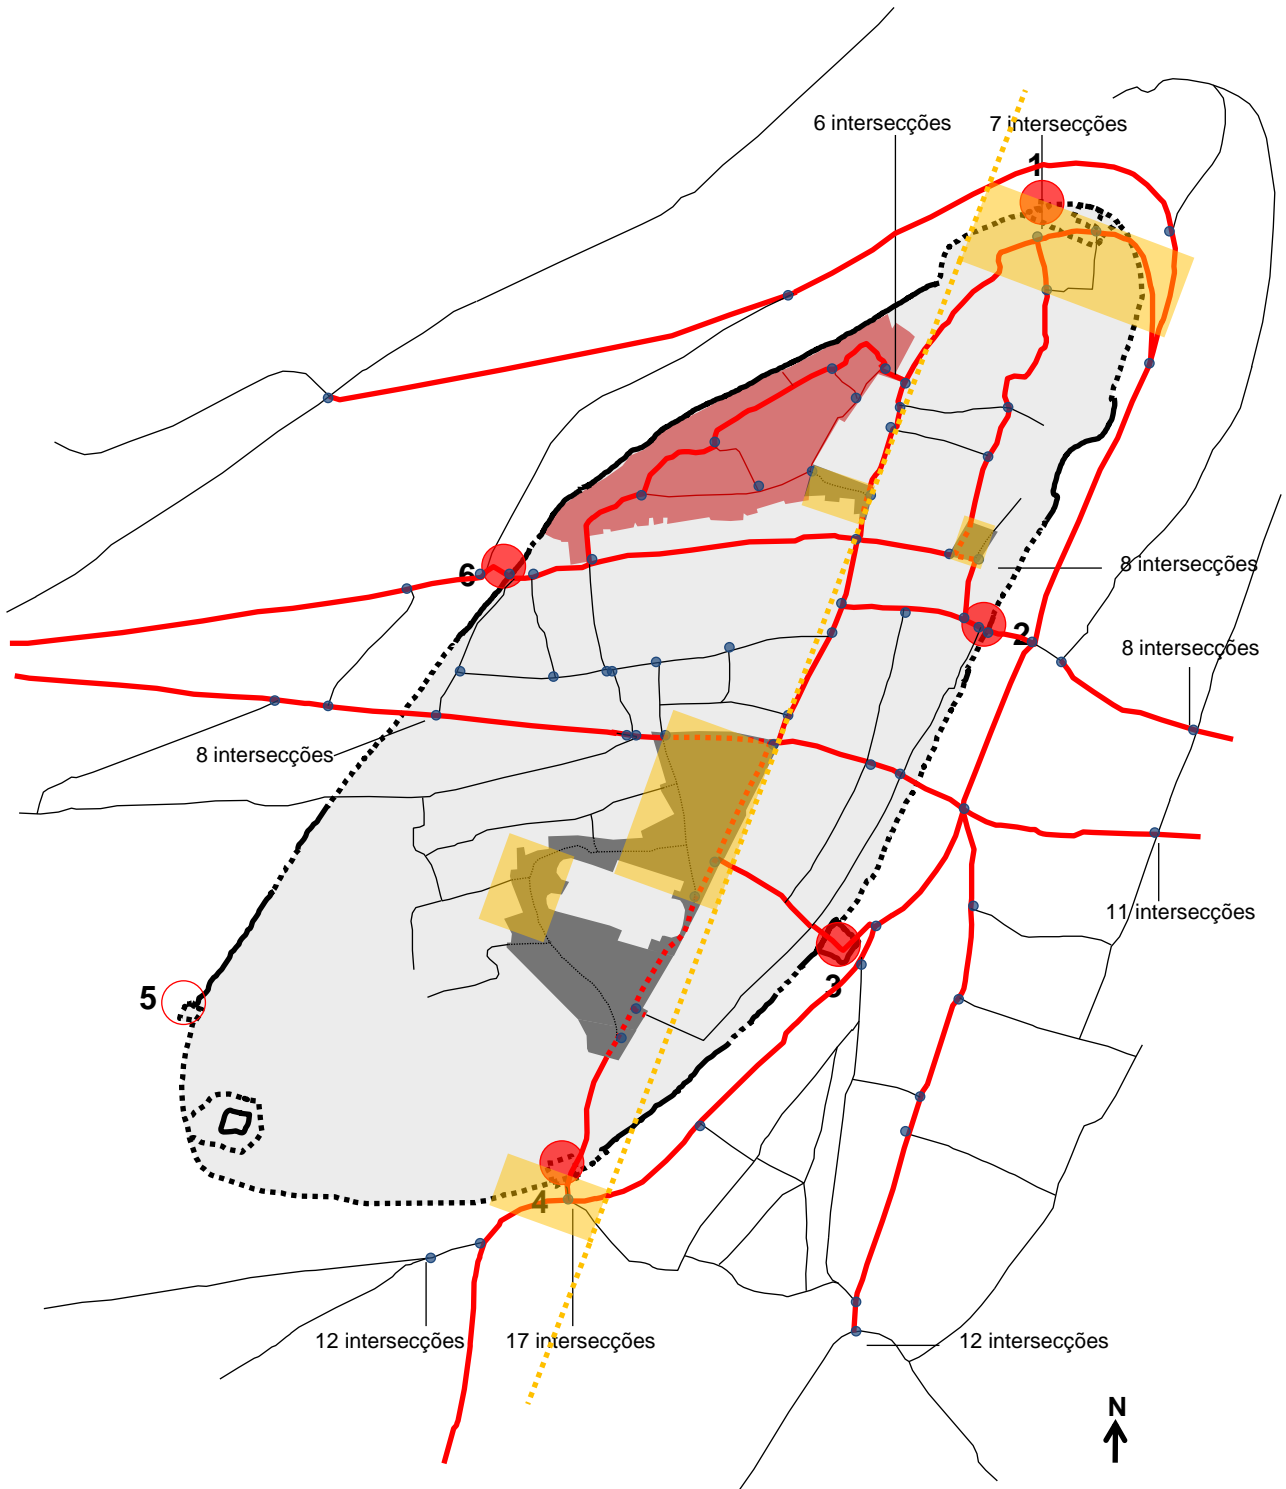 6 intersecções
7 intersecções
1
6
8 intersecções
2
8 intersecções
8 intersecções
11 intersecções
5
3
4
12 intersecções
17 intersecções
12 intersecções
N